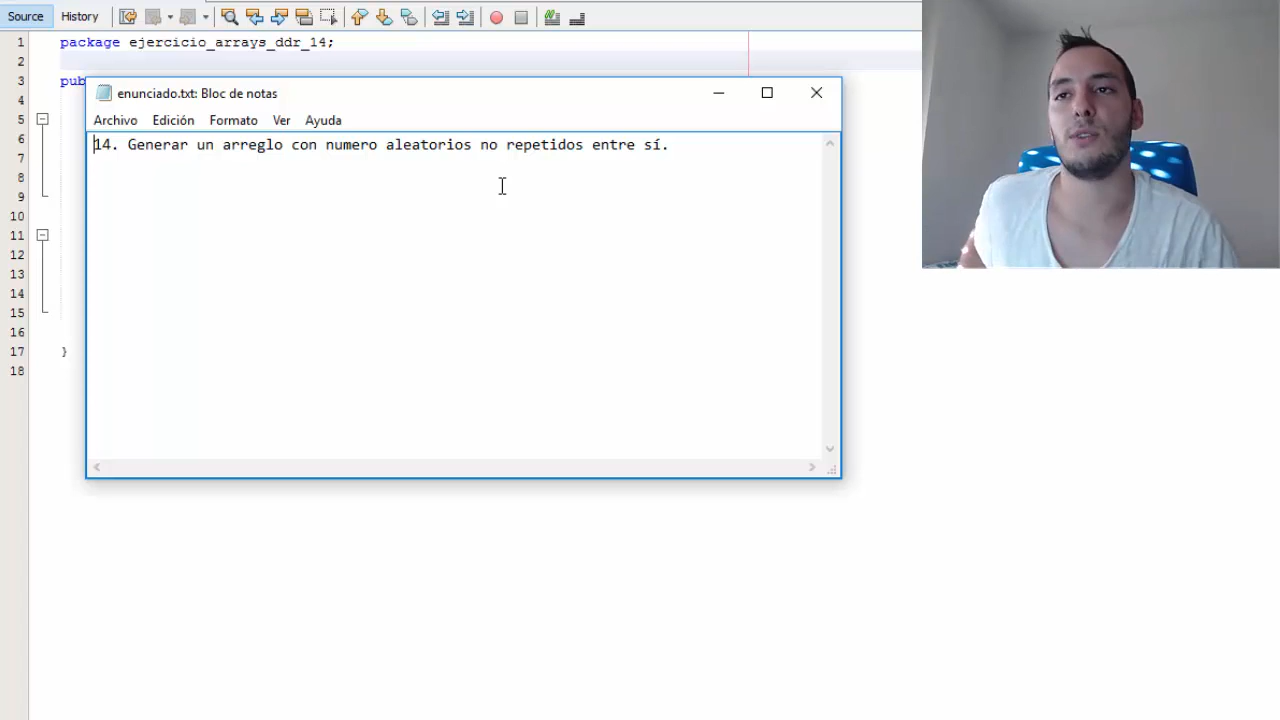 Source History
1 package ejercicio_arrays_ddr_14;
2
3 pub
enunciado.txt: Bloc de notas
4
Archivo Edición Formato Ver Ayuda
5
6
14. Generar un arreglo con numero aleatorios no repetidos entre sí.
7
8
9
10
11
12
13
14
15
16
17 }
18